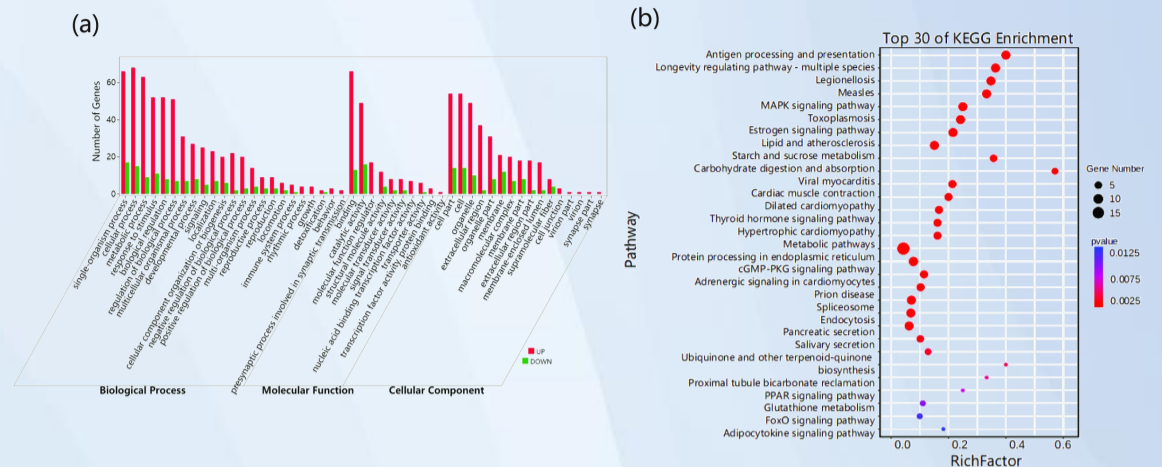 (a)
Number of Genes
60
40
20
0
single-organism process
cellular process
metabolic process
response to stimulus
biological regulation
regulation of biological process
multicellular organismal process
developmental process
signaling
localization
cellular component organization or biogenesis
negative regulation of biological process
positive regulation of biological process
multi-organism process
reproductive process
reproduction
locomotion
immune system process
rhythmic process
growth
detoxification
behavior
presynaptic process involved in synaptic transmission
binding
catalytic activity
molecular function regulator
structural molecule activity
molecular transducer activity
signal transducer activity
transporter activity
nucleic acid binding transcription factor activity
transcription factor activity, protein binding
antioxidant activity
cell part
cell
organelle
extracellular region
organelle part
membrane
macromolecular complex
membrane part
extracellular region part
membrane-enclosed lumen
supramolecular fiber
cell junction
virion part
virion
synapse part
synapse
UP
DOWN
Biological Process
Molecular Function
Cellular Component
(b)
Top 30 of KEGG Enrichment
Pathway
Antigen processing and presentation
Longevity regulating pathway - multiple species
Legionellosis
Measles
MAPK signaling pathway
Toxoplasmosis
Estrogen signaling pathway
Lipid and atherosclerosis
Starch and sucrose metabolism
Carbohydrate digestion and absorption
Viral myocarditis
Cardiac muscle contraction
Dilated cardiomyopathy
Thyroid hormone signaling pathway
Hypertrophic cardiomyopathy
Metabolic pathways
Protein processing in endoplasmic reticulum
cGMP-PKG signaling pathway
Adrenergic signaling in cardiomyocytes
Prion disease
Spliceosome
Endocytosis
Pancreatic secretion
Salivary secretion
Ubiquinone and other terpenoid-quinone
biosynthesis
Proximal tubule bicarbonate reclamation
PPAR signaling pathway
Glutathione metabolism
FoxO signaling pathway
Adipocytokine signaling pathway
0.0
0.2
0.4
0.6
RichFactor
Gene Number
5
10
15
pvalue
0.0125
0.0075
0.0025